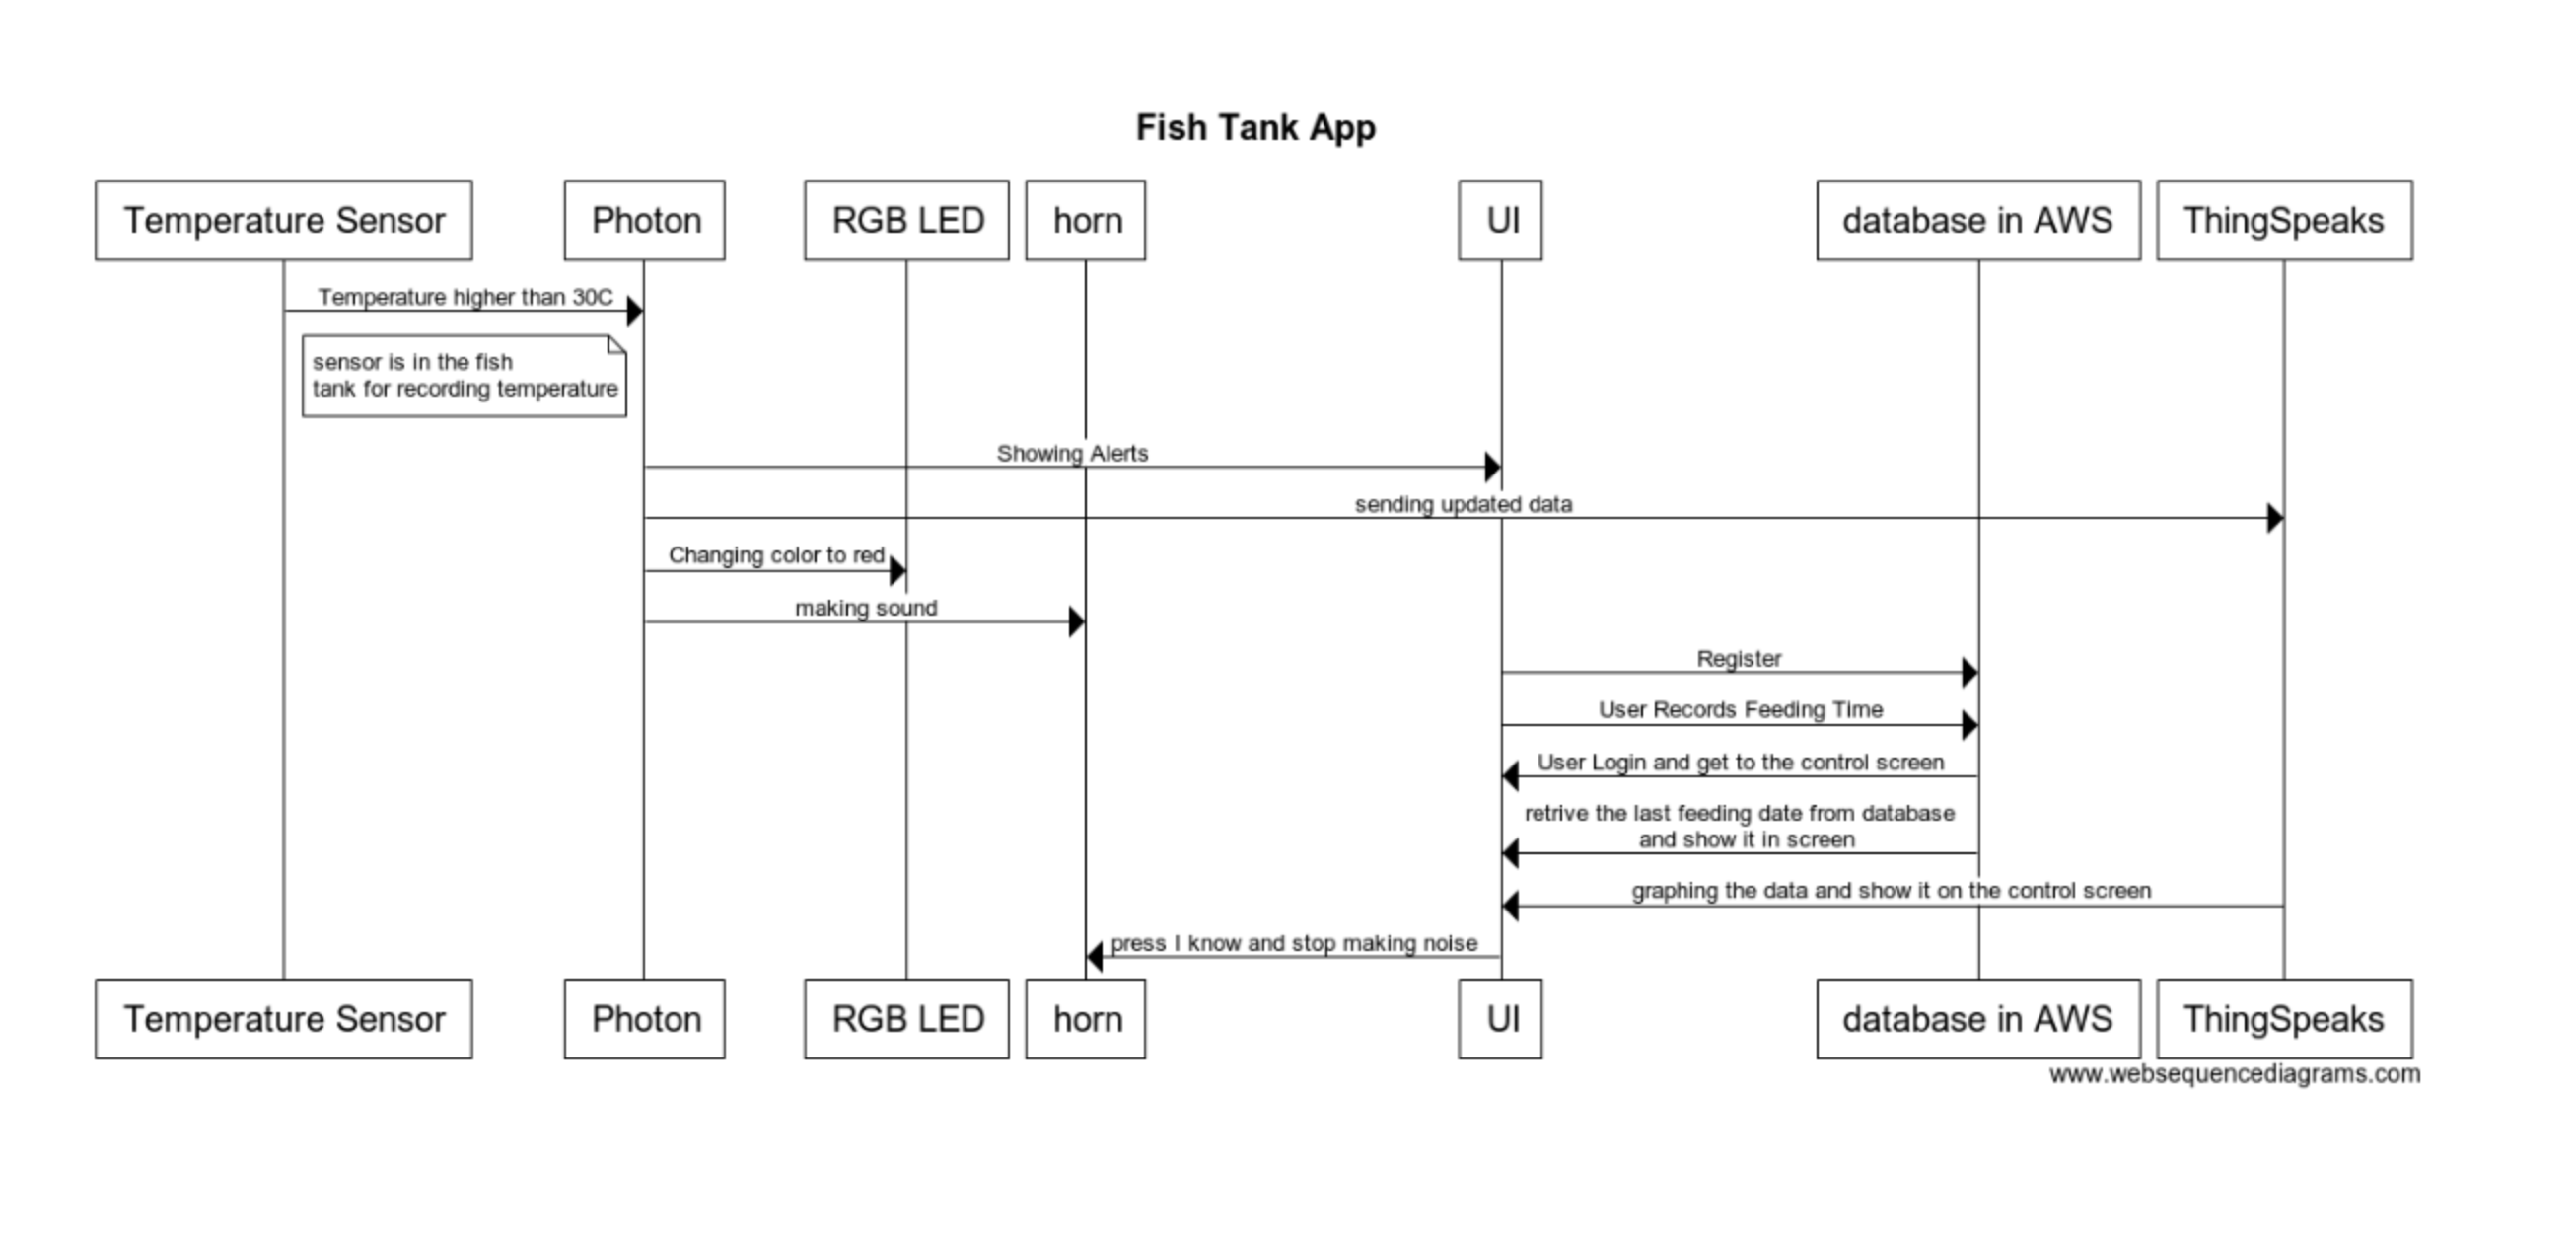 Fish Tank App
Temperature Sensor
Photon
RGB LED
horn
UI
database in AWS
ThingSpeaks
Temperature higher than 30C
sensor is in the fish
tank for recording temperature
Showing Alerts
sending updated data
Changing color to red
making sound
Register
User Records Feeding Time
User Login and get to the control screen
retrive the last feeding date from database
and show it in screen
graphing the data and show it on the control screen
press I know and stop making noise
Temperature Sensor
Photon
RGB LED
horn
UI
database in AWS
ThingSpeaks
www.websequencediagrams.com